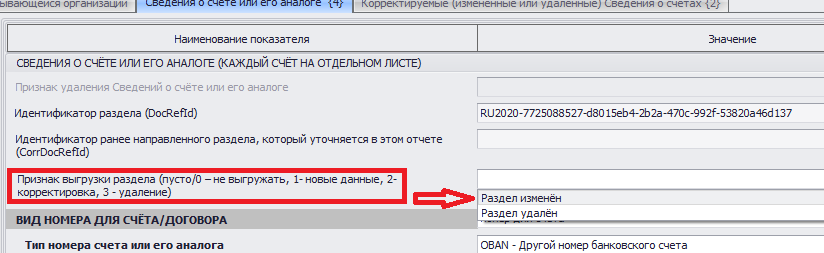 ывающейся организации
Сведения о счёте или его аналоге {4}
Корректируемые (измененные или удаленные) Сведения о счетах {2}
Наименование показателя
Значение
СВЕДЕНИЯ О СЧЁТЕ ИЛИ ЕГО АНАЛОГЕ (КАЖДЫЙ СЧЁТ НА ОТДЕЛЬНОМ ЛИСТЕ)
Признак удаления Сведений о счёте или его аналоге
Идентификатор раздела (DocRefId)
RU2020-7725088527-d8015eb4-2b2a-470c-992f-53820a46d137
Идентификатор ранее направленного раздела, который уточняется в этом отчете
(CorrDocRefId)
Признак выгрузки раздела (пусто/0 – не выгружать, 1- новые данные, 2-
корректировка, 3 - удаление)
Раздел изменён
Раздел удалён
ВИД НОМЕРА ДЛЯ СЧЁТА/ДОГОВОРА
Тип номера счета или его аналога
OBAN - Другой номер банковского счета